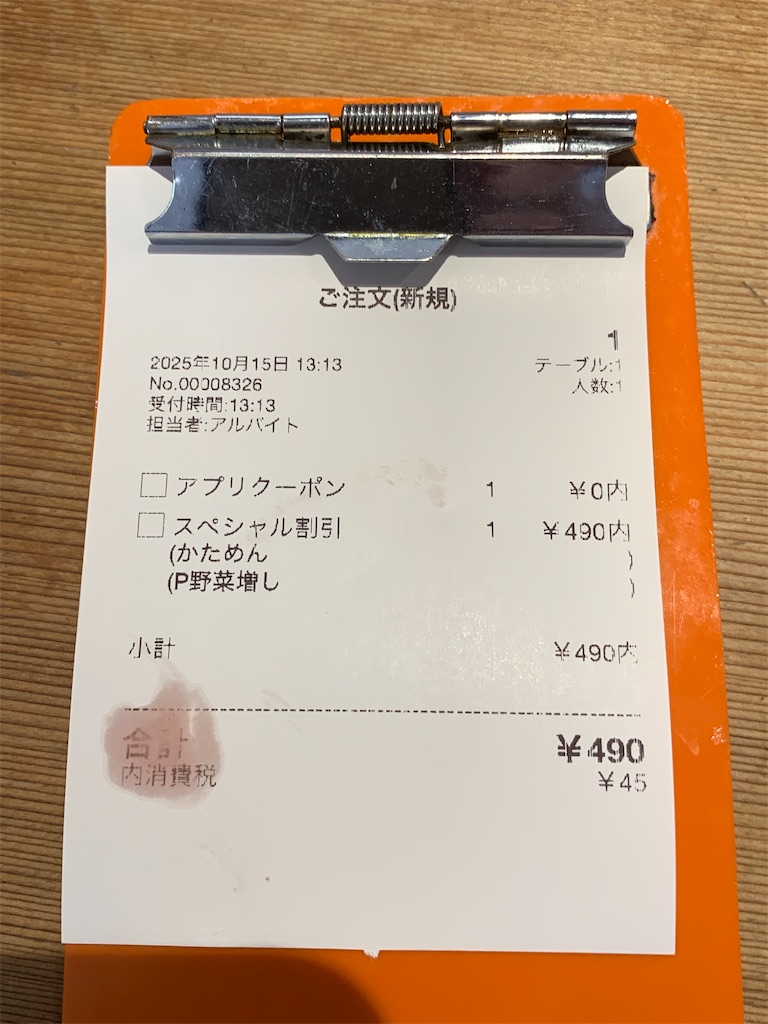 ご注文(新規)
1
2025年10月15日 13:13 テーブル:1
No.00008326 人数:1
受付時間:13:13
担当者:アルバイト
アプリクーポン 1 ¥0内
スペシャル割引 1 ¥490内
(かためん )
(P野菜増し )
小計 ¥490内
合計 ¥490
内消費税 ¥45